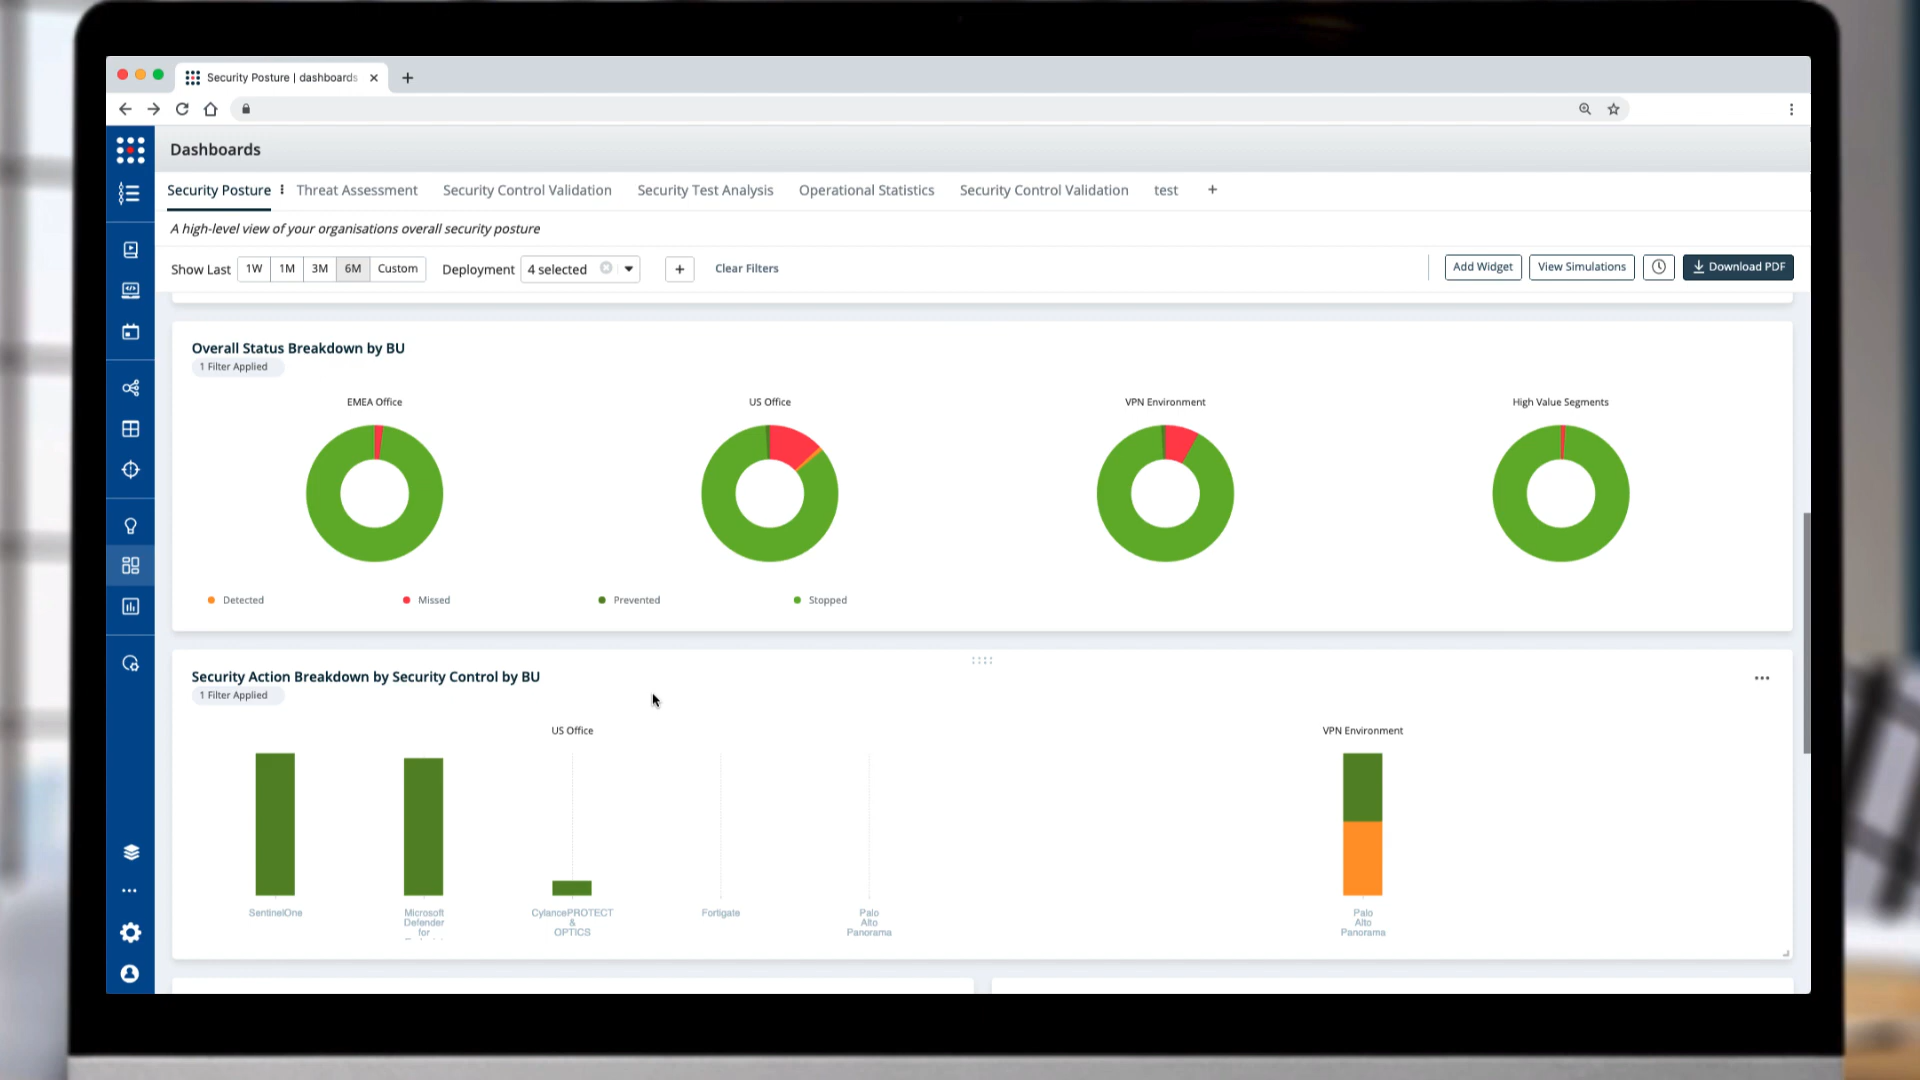 Security Posture | dashboards
Dashboards
Security Posture Threat Assessment Security Control Validation Security Test Analysis Operational Statistics Security Control Validation test +
A high-level view of your organisations overall security posture
Show Last 1W 1M 3M 6M Custom Deployment 4 selected + Clear Filters Add Widget View Simulations Download PDF
Overall Status Breakdown by BU
1 Filter Applied
EMEA Office US Office VPN Environment High Value Segments
Detected Missed Prevented Stopped
Security Action Breakdown by Security Control by BU
1 Filter Applied
US Office VPN Environment
SentinelOne Microsoft CylancePROTECT Fortigate Palo Palo
Defender & Alto Alto
for OPTICS Panorama Panorama